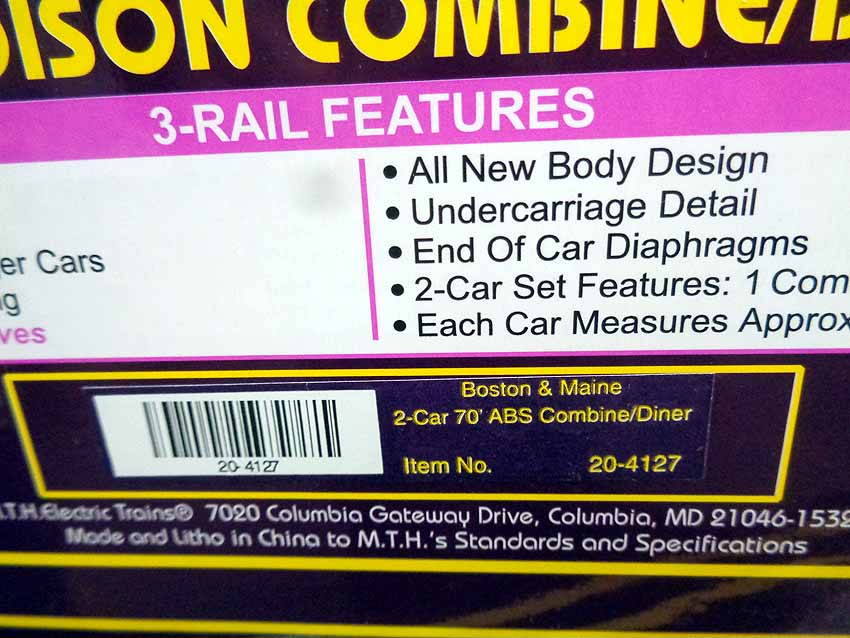 DISON COMBINE/D
3-RAIL FEATURES
er Cars
ng
ves
• All New Body Design
• Undercarriage Detail
• End Of Car Diaphragms
• 2-Car Set Features: 1 Com
• Each Car Measures Approx
20-4127
Boston & Maine
2-Car 70' ABS Combine/Diner
Item No. 20-4127
.T.H. Electric Trains® 7020 Columbia Gateway Drive, Columbia, MD 21046-1532
Made and Litho in China to M.T.H.'s Standards and Specifications